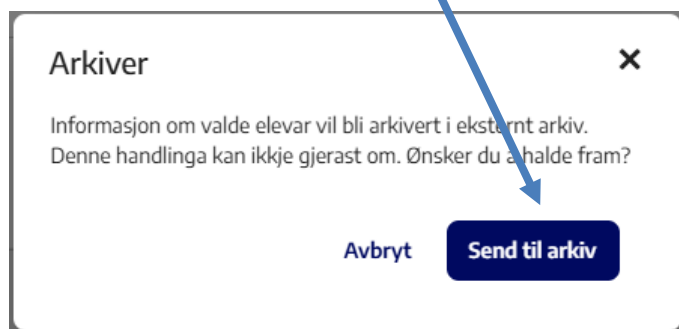 Arkiver
Informasjon om valde elevar vil bli arkivert i eksternt arkiv.
Denne handlinga kan ikkje gjerast om. Ønsker du å halde fram?
Avbryt
Send til arkiv